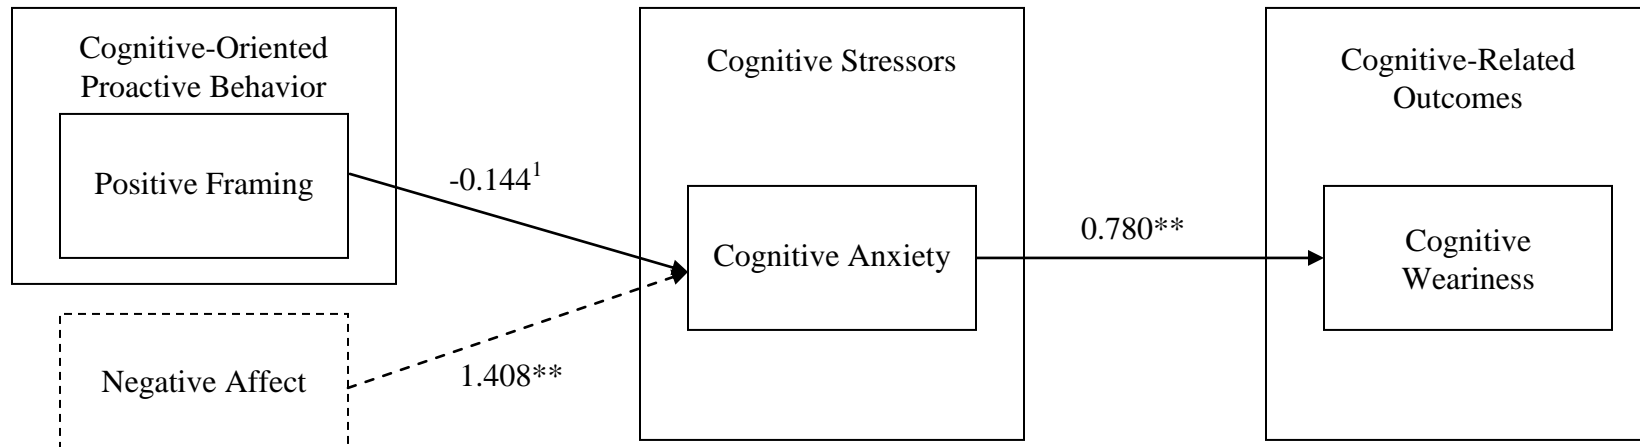 Cognitive-Oriented
Proactive Behavior
Positive Framing
Negative Affect
-0.144¹
1.408**
Cognitive Stressors
Cognitive Anxiety
0.780**
Cognitive-Related
Outcomes
Cognitive
Weariness